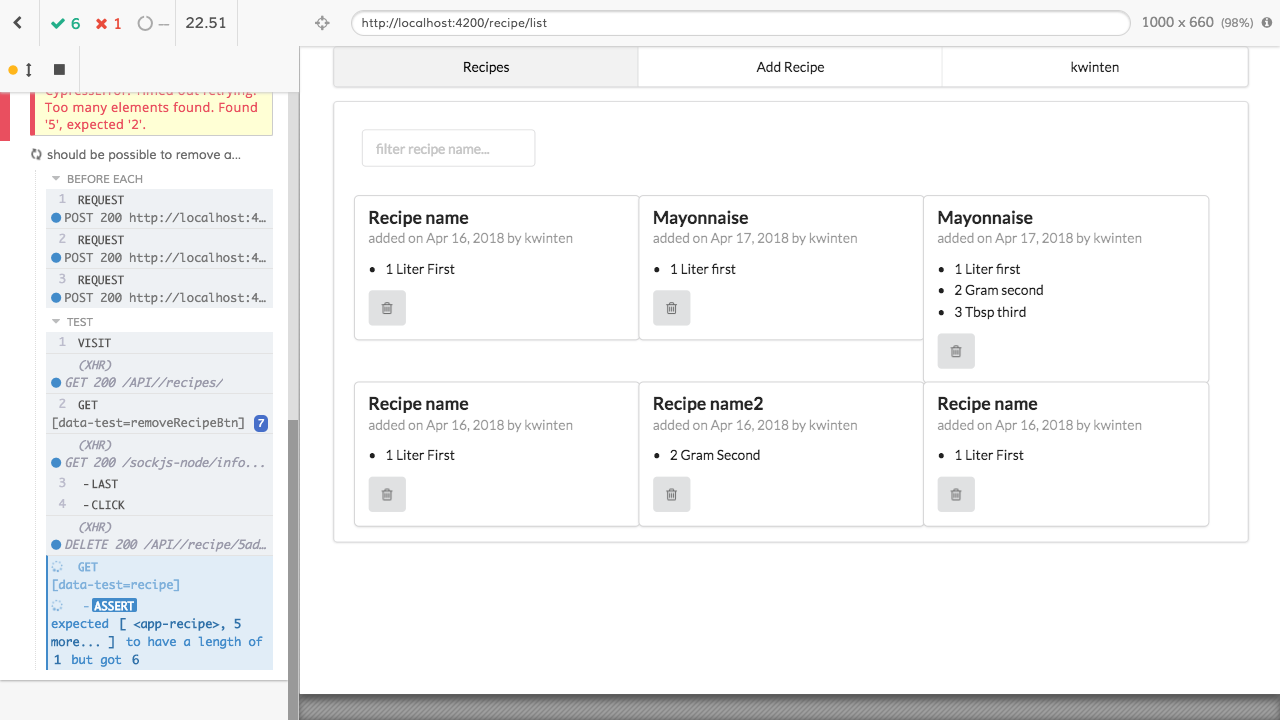 6 1 -- 22.51
http://localhost:4200/recipe/list
1000 x 660 (98%)
CypressError: Timed out retrying:
Too many elements found. Found
'5', expected '2'.
should be possible to remove a...
BEFORE EACH
1 REQUEST
POST 200 http://localhost:4…
2 REQUEST
POST 200 http://localhost:4…
3 REQUEST
POST 200 http://localhost:4…
TEST
1 VISIT
(XHR)
GET 200 /API//recipes/
2 GET
[data-test=removeRecipeBtn] 7
(XHR)
GET 200 /sockjs-node/info...
3 -LAST
4 -CLICK
(XHR)
DELETE 200 /API//recipe/5ad…
GET
[data-test=recipe]
-ASSERT
expected [ <app-recipe>, 5
more... ] to have a length of
1 but got 6
Recipes Add Recipe kwinten
filter recipe name...
Recipe name
added on Apr 16, 2018 by kwinten
1 Liter First
Mayonnaise
added on Apr 17, 2018 by kwinten
1 Liter first
Mayonnaise
added on Apr 17, 2018 by kwinten
1 Liter first
2 Gram second
3 Tbsp third
Recipe name
added on Apr 16, 2018 by kwinten
1 Liter First
Recipe name2
added on Apr 16, 2018 by kwinten
2 Gram Second
Recipe name
added on Apr 16, 2018 by kwinten
1 Liter First